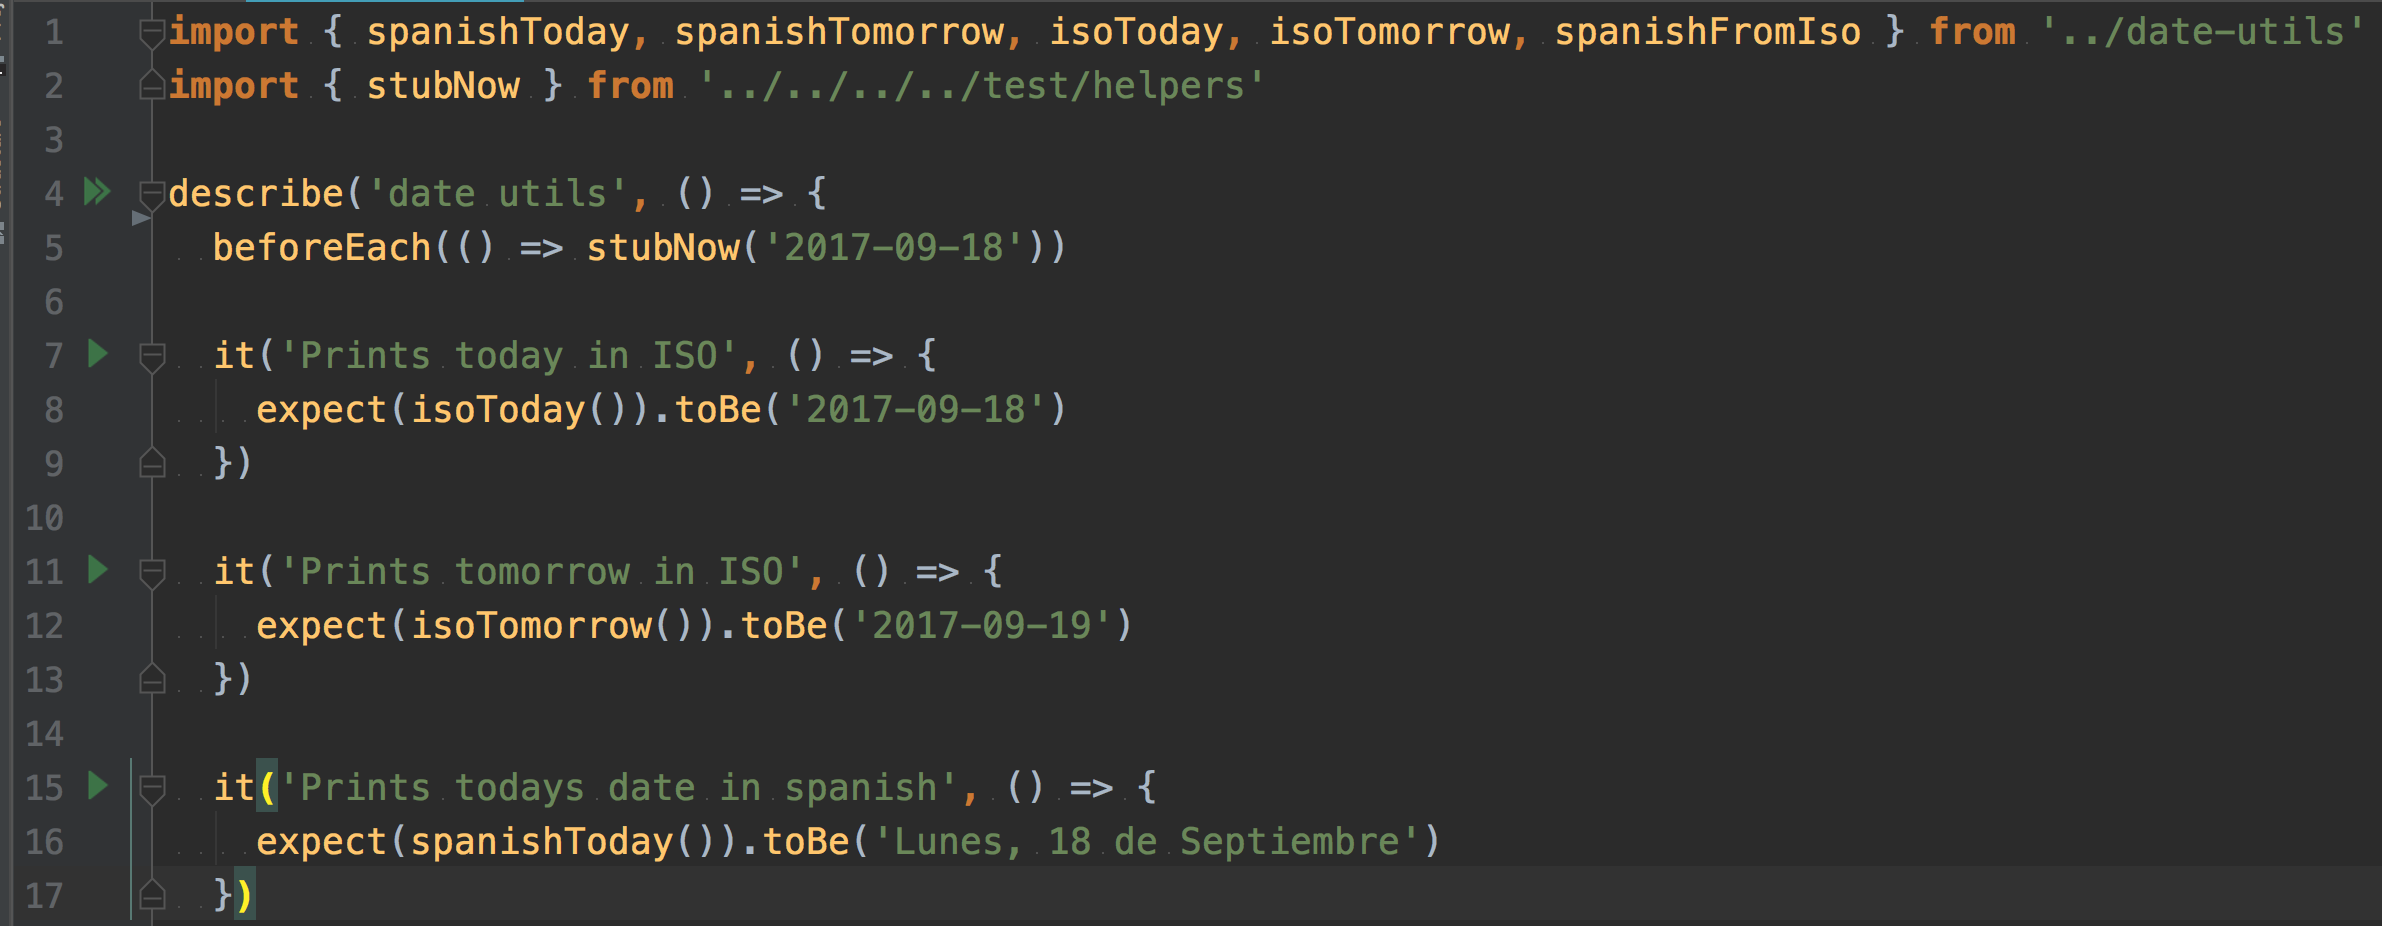 1 import { spanishToday, spanishTomorrow, isoToday, isoTomorrow, spanishFromIso } from '../date-utils'
2 import { stubNow } from '../../../../test/helpers'
3
4 describe('date utils', () => {
5   beforeEach(() => stubNow('2017-09-18'))
6
7   it('Prints today in ISO', () => {
8     expect(isoToday()).toBe('2017-09-18')
9   })
10
11   it('Prints tomorrow in ISO', () => {
12     expect(isoTomorrow()).toBe('2017-09-19')
13   })
14
15   it('Prints todays date in spanish', () => {
16     expect(spanishToday()).toBe('Lunes, 18 de Septiembre')
17   })